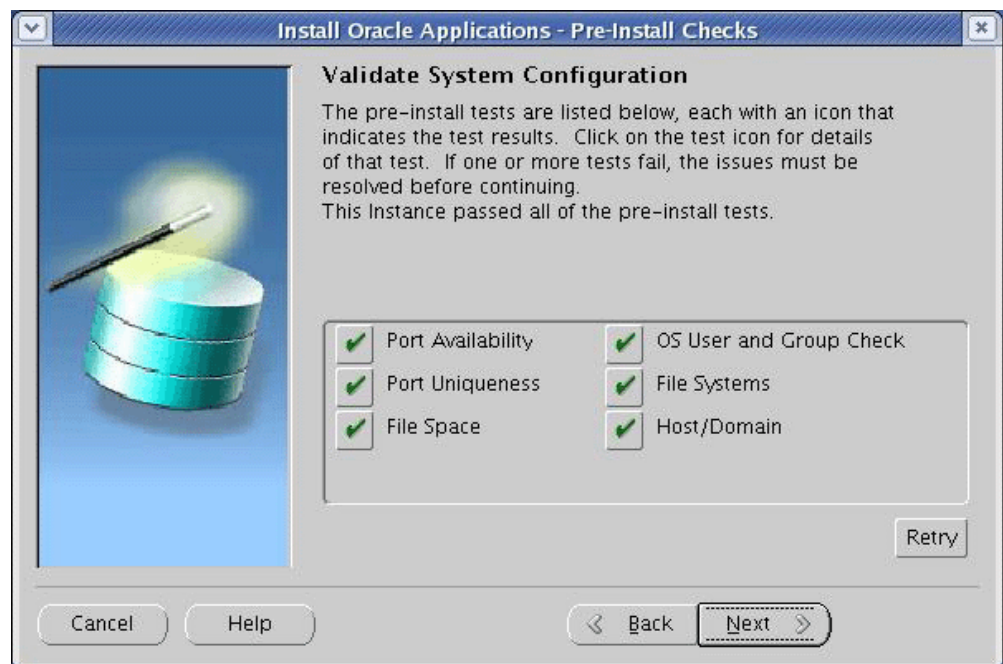 Install Oracle Applications - Pre-Install Checks
Validate System Configuration
The pre-install tests are listed below, each with an icon that
indicates the test results. Click on the test icon for details
of that test. If one or more tests fail, the issues must be
resolved before continuing.
This Instance passed all of the pre-install tests.
Port Availability
OS User and Group Check
Port Uniqueness
File Systems
File Space
Host/Domain
Retry
Cancel
Help
Back
Next